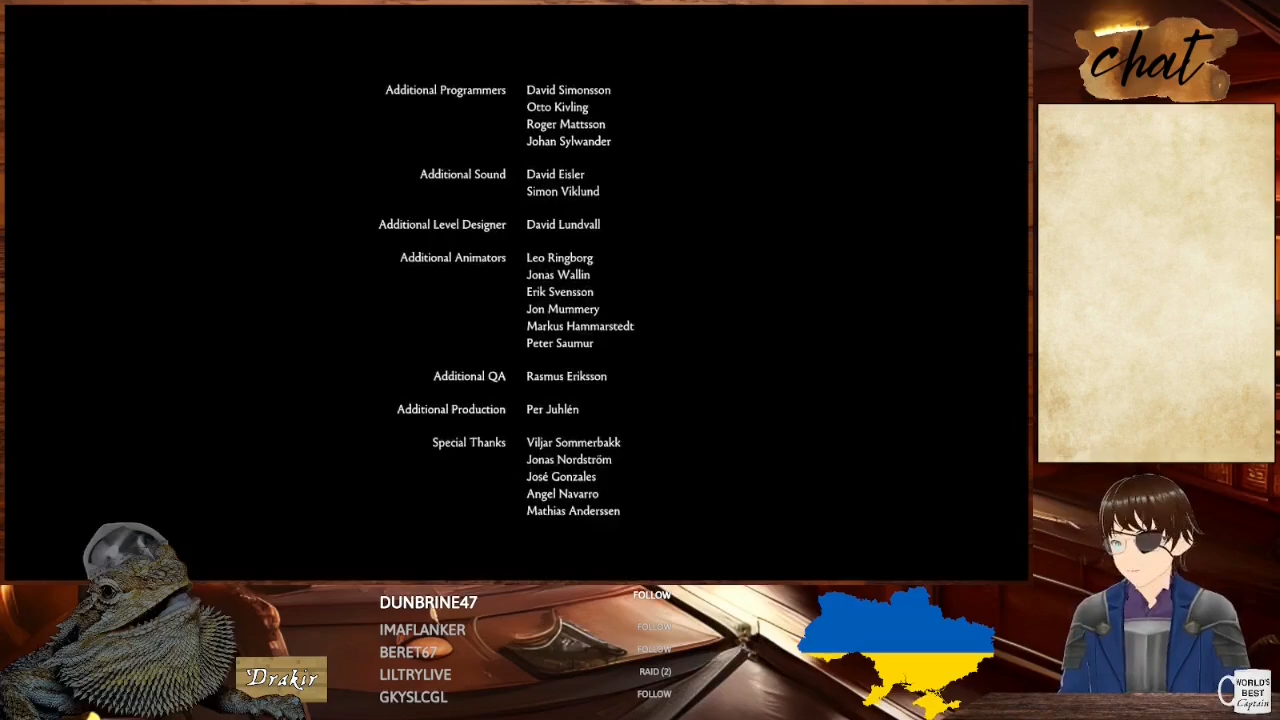 chat
Additional Programmers David Simonsson
Otto Kivling
Roger Mattsson
Johan Sylwander
Additional Sound David Eisler
Simon Viklund
Additional Level Designer David Lundvall
Additional Animators Leo Ringborg
Jonas Wallin
Erik Svensson
Jon Mummery
Markus Hammarstedt
Peter Saumur
Additional QA Rasmus Eriksson
Additional Production Per Juhlén
Special Thanks Viljar Sommerbakk
Jonas Nordström
José Gonzales
Angel Navarro
Mathias Anderssen
DUNBRINE47 FOLLOW
IMAFLANKER FOLLOW
BERET67 FOLLOW
LILTRYLIVE RAID (2)
GKYSLCGL FOLLOW
Drakir
WORLD'S
BEST
Captain